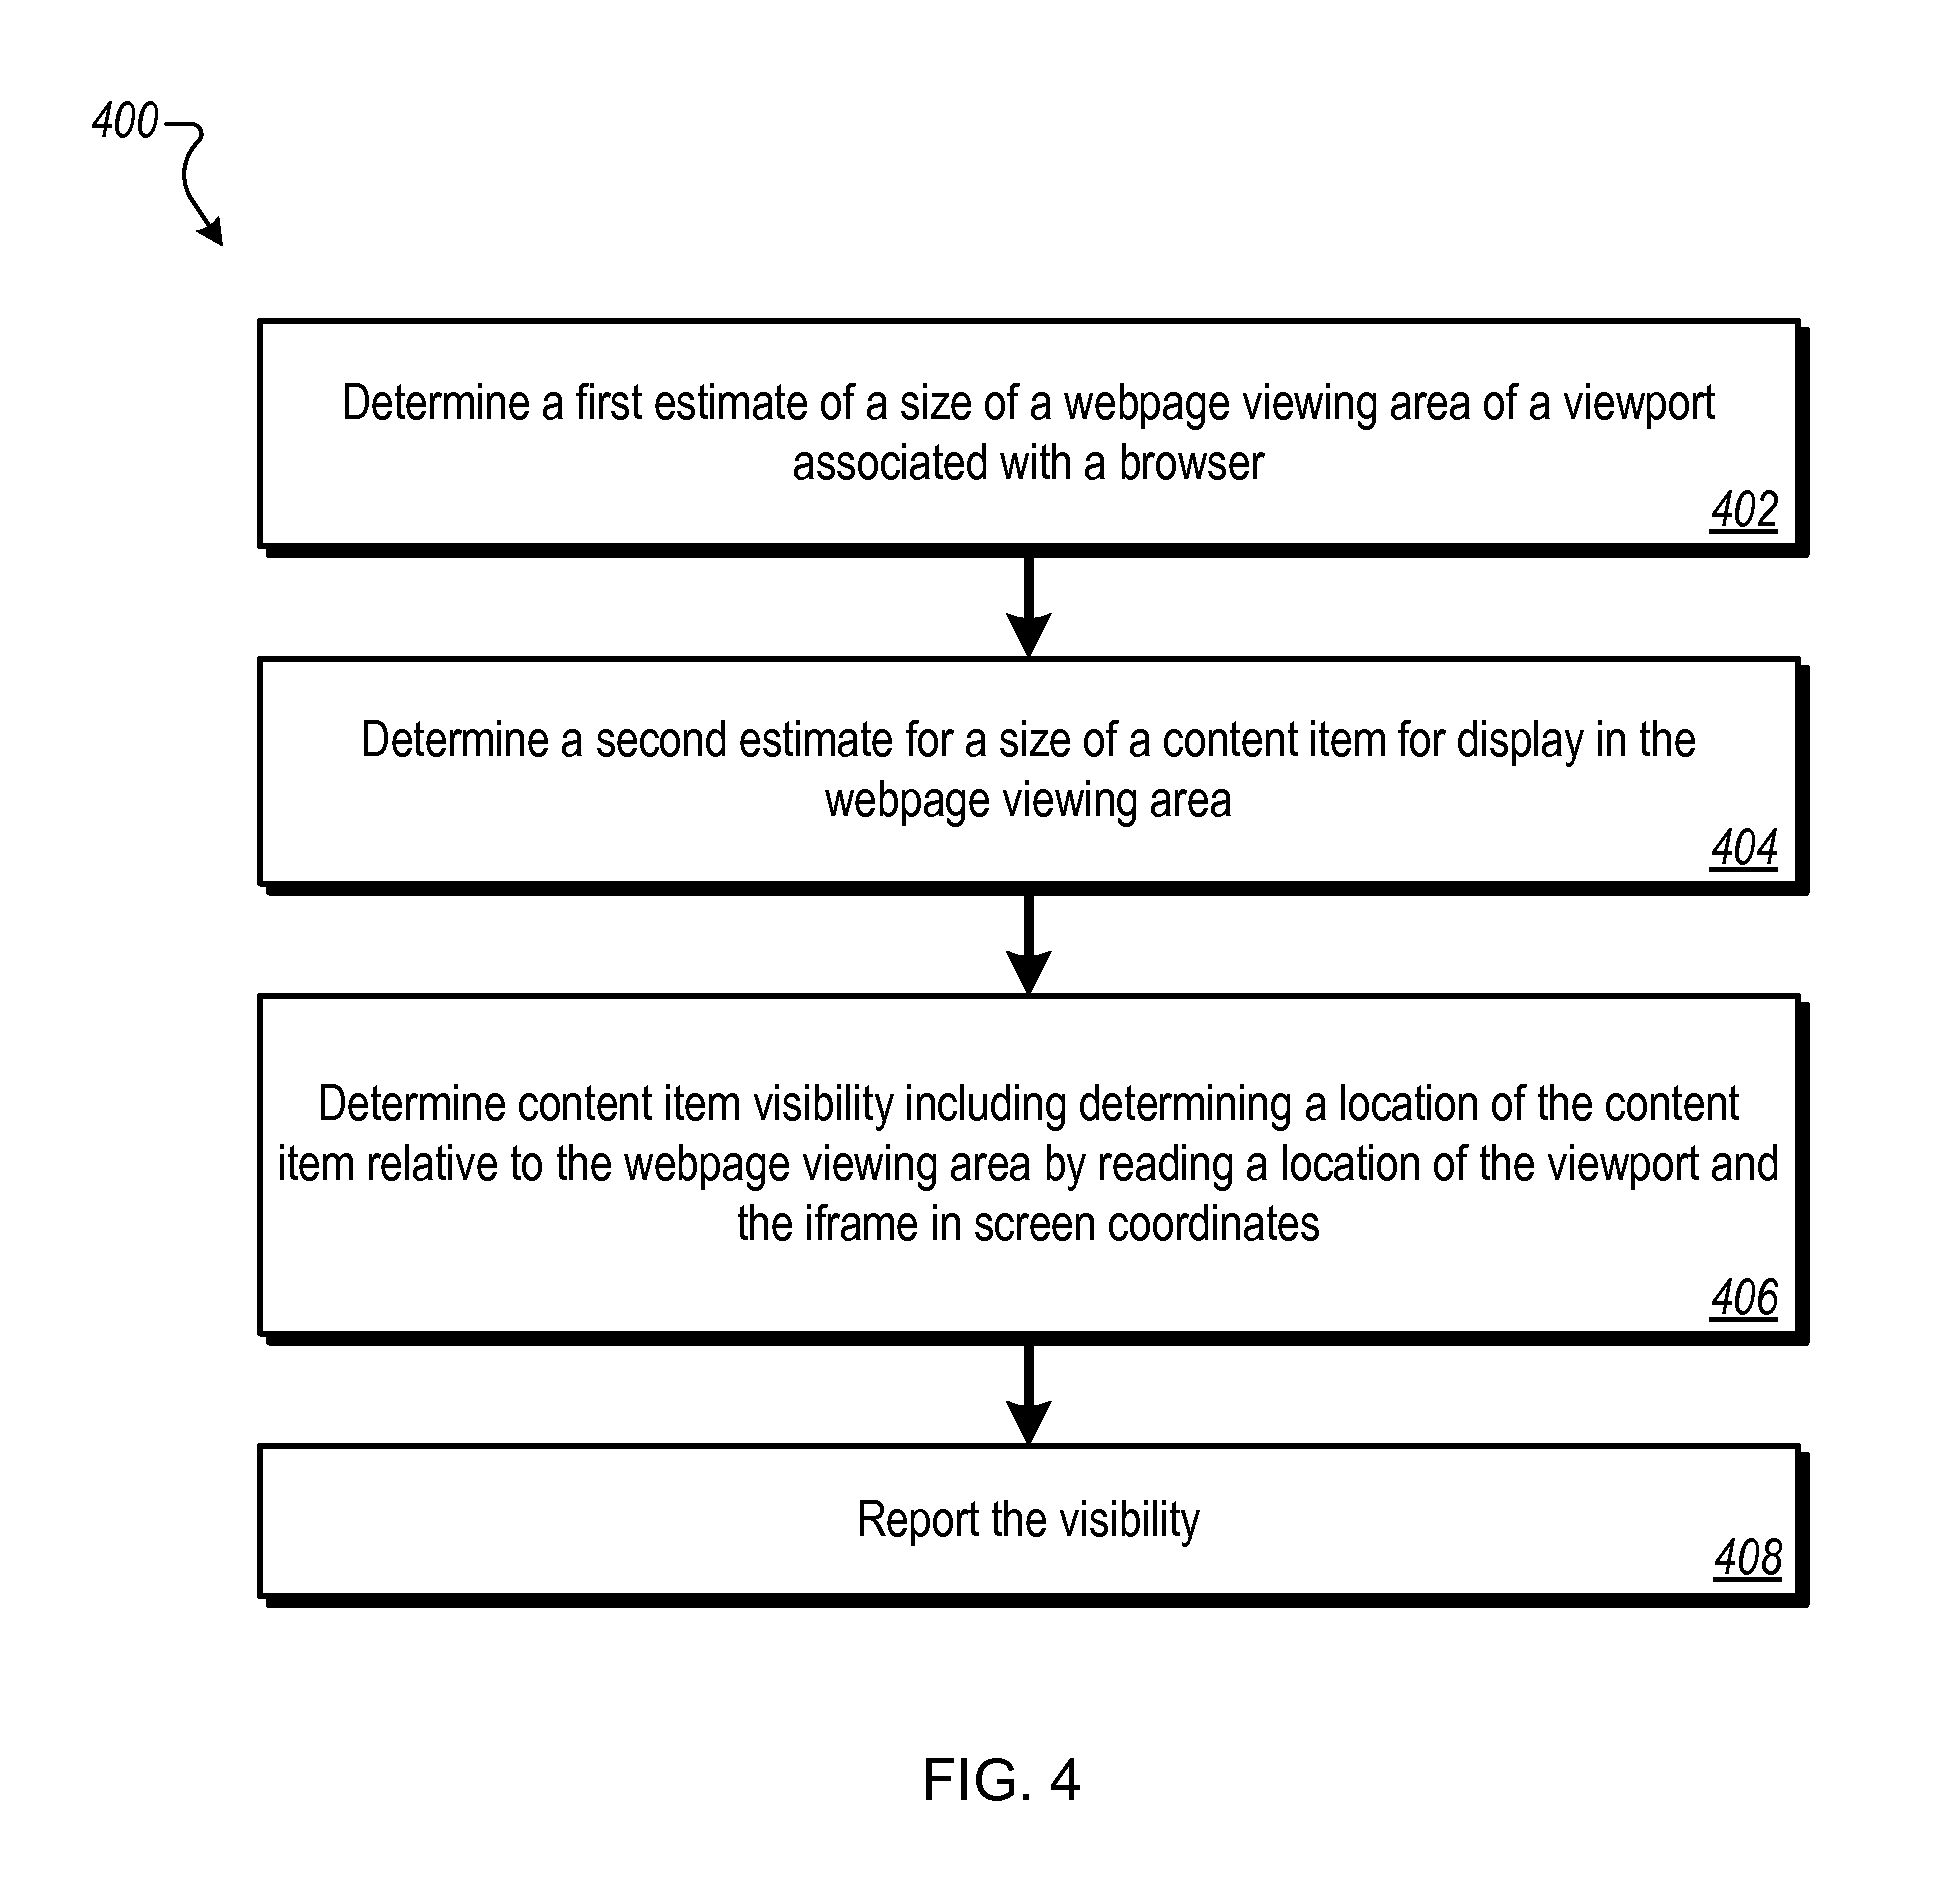 400
Determine a first estimate of a size of a webpage viewing area of a viewport
associated with a browser
402
Determine a second estimate for a size of a content item for display in the
webpage viewing area
404
Determine content item visibility including determining a location of the content
item relative to the webpage viewing area by reading a location of the viewport and
the iframe in screen coordinates
406
Report the visibility
408
FIG. 4